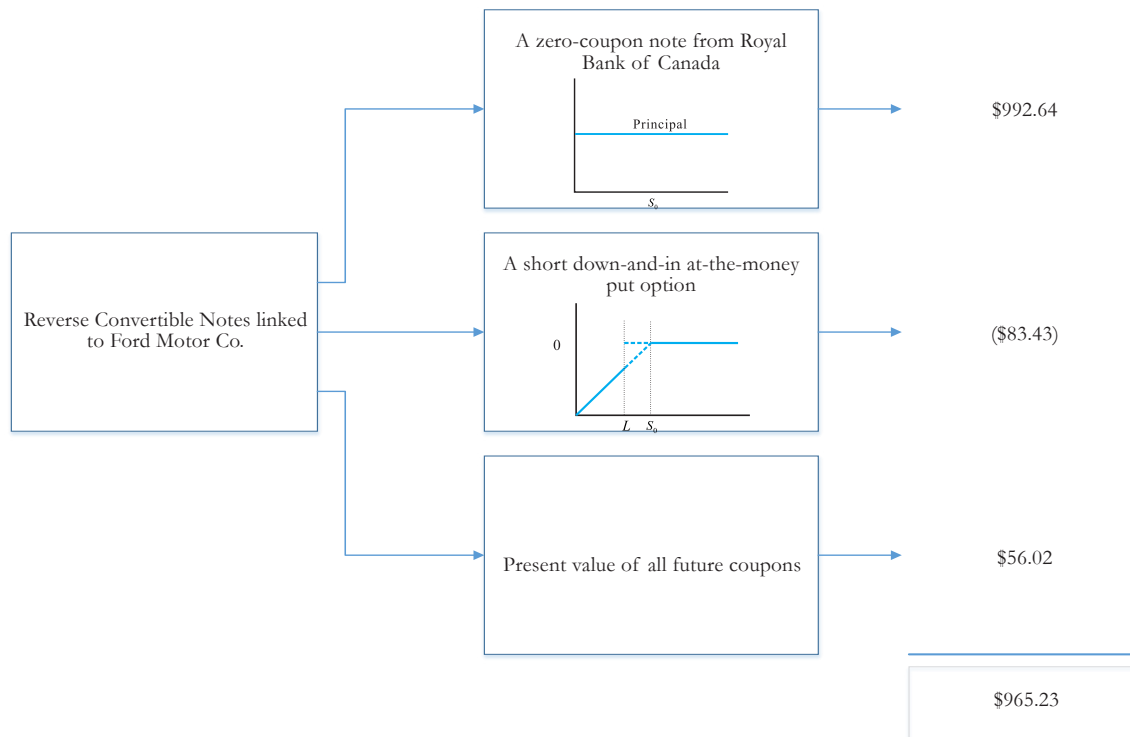 A zero-coupon note from Royal
Bank of Canada
Principal
S₀
$992.64
Reverse Convertible Notes linked
to Ford Motor Co.
A short down-and-in at-the-money
put option
0
L S₀
($83.43)
Present value of all future coupons
$56.02
$965.23